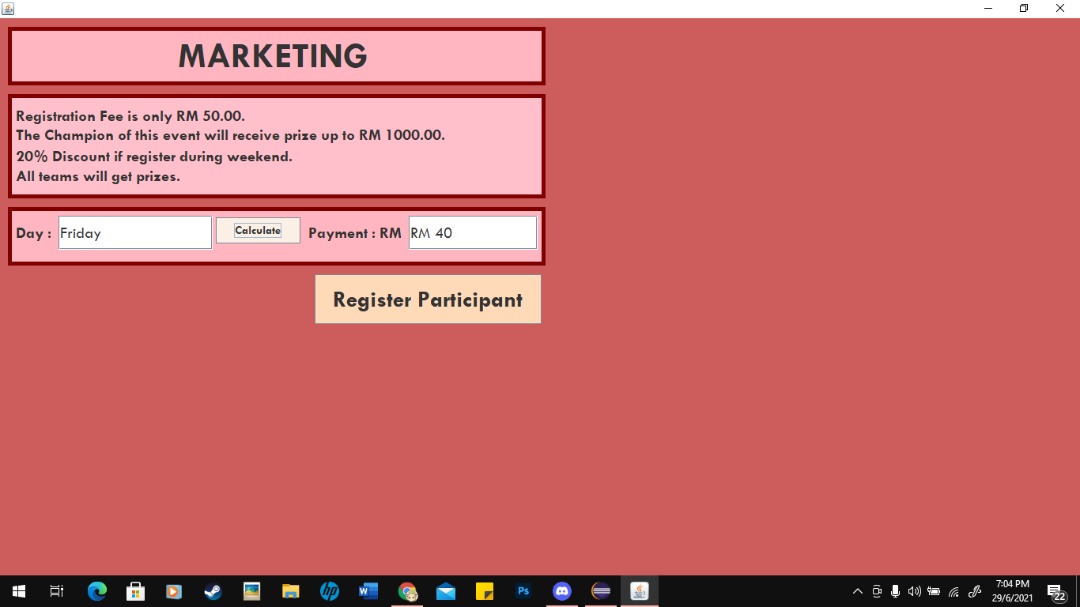 MARKETING
Registration Fee is only RM 50.00.
The Champion of this event will receive prize up to RM 1000.00.
20% Discount if register during weekend.
All teams will get prizes.
Day : Friday Calculate Payment : RM RM 40
Register Participant
hp W Ps 7:04 PM
29/6/2021 22